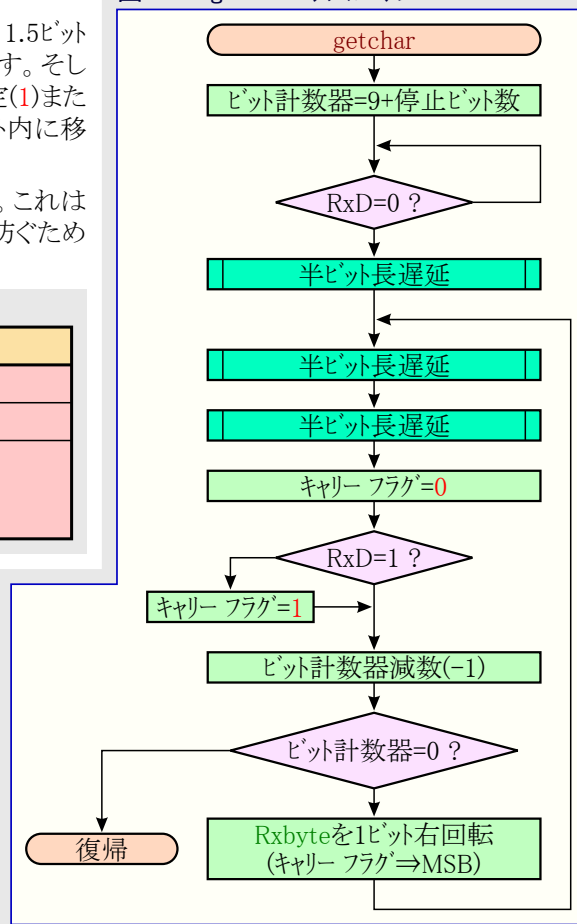 1.5ビット
す。そし
(1)また
ト内に移
。これは
防ぐため
getchar
ビット計数器=9+停止ビット数
RxD=0 ?
半ビット長遅延
半ビット長遅延
半ビット長遅延
キャリー フラグ=0
RxD=1 ?
キャリー フラグ=1
ビット計数器減数(-1)
ビット計数器=0 ?
復帰
Rxbyteを1ビット右回転
(キャリー フラグ⇒MSB)